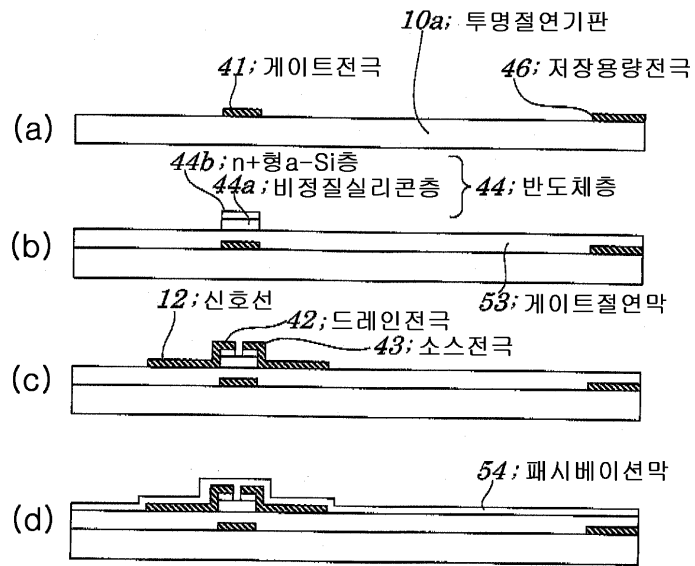 10a; 투명절연기판
41; 게이트전극
46; 저장용량전극
(a)
44b; n+형a-Si층
44a; 비정질실리콘층
44; 반도체층
(b)
53; 게이트절연막
12; 신호선
42; 드레인전극
43; 소스전극
(c)
54; 패시베이션막
(d)